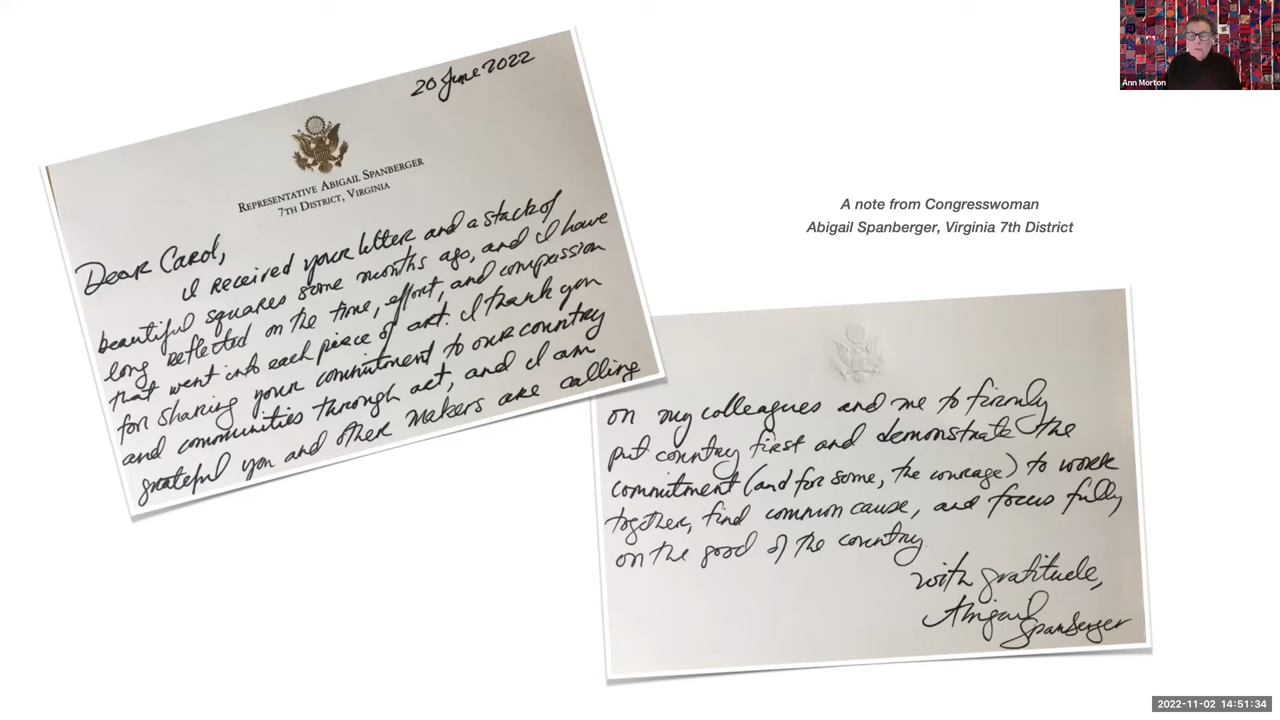 20 June 2022
REPRESENTATIVE ABIGAIL SPANBERGER
7TH DISTRICT, VIRGINIA
Dear Carol,
I received your letter and a stack of
beautiful squares some months ago, and I have
long reflected on the time, effort, and compassion
that went into each piece of art. I thank you
for sharing your commitment to our country
and communities through art, and I am
grateful you and other makers are calling
on my colleagues and me to firmly
put country first and demonstrate the
commitment (and for some, the courage) to work
together, find common cause, and focus fully
on the good of the country.
with gratitude,
Abigail
Spanberger
A note from Congresswoman
Abigail Spanberger, Virginia 7th District
Ann Morton
2022-11-02 14:51:34